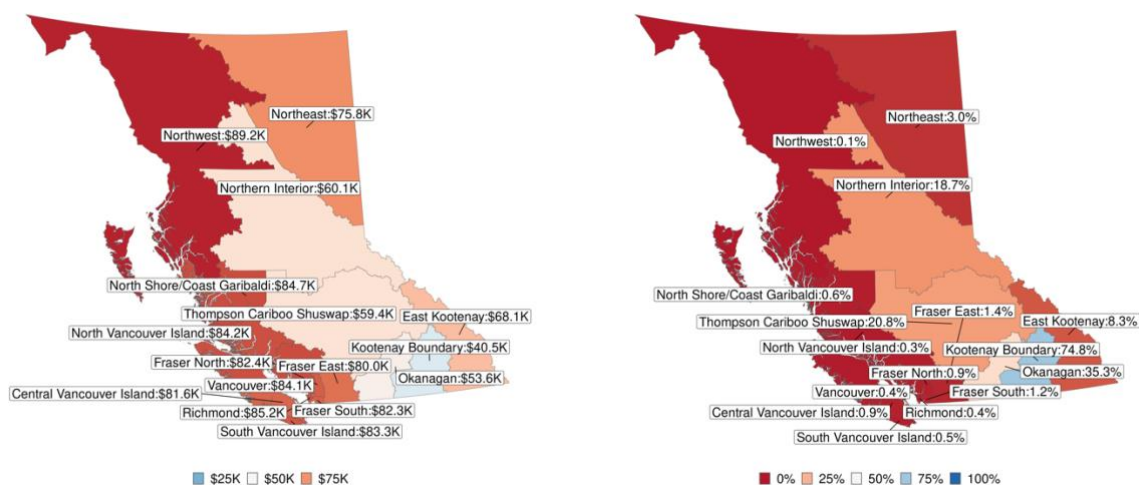 Northeast:$75.8K
Northwest:$89.2K
Northern Interior:$60.1K
North Shore/Coast Garibaldi:$84.7K
Thompson Cariboo Shuswap:$59.4K
East Kootenay:$68.1K
North Vancouver Island:$84.2K
Kootenay Boundary:$40.5K
Fraser North:$82.4K
Fraser East:$80.0K
Okanagan:$53.6K
Vancouver:$84.1K
Central Vancouver Island:$81.6K
Richmond:$85.2K
Fraser South:$82.3K
South Vancouver Island:$83.3K
$25K $50K $75K
Northeast:3.0%
Northwest:0.1%
Northern Interior:18.7%
North Shore/Coast Garibaldi:0.6%
Fraser East:1.4%
Thompson Cariboo Shuswap:20.8%
East Kootenay:8.3%
North Vancouver Island:0.3%
Kootenay Boundary:74.8%
Fraser North:0.9%
Okanagan:35.3%
Vancouver:0.4%
Fraser South:1.2%
Central Vancouver Island:0.9%
Richmond:0.4%
South Vancouver Island:0.5%
0% 25% 50% 75% 100%